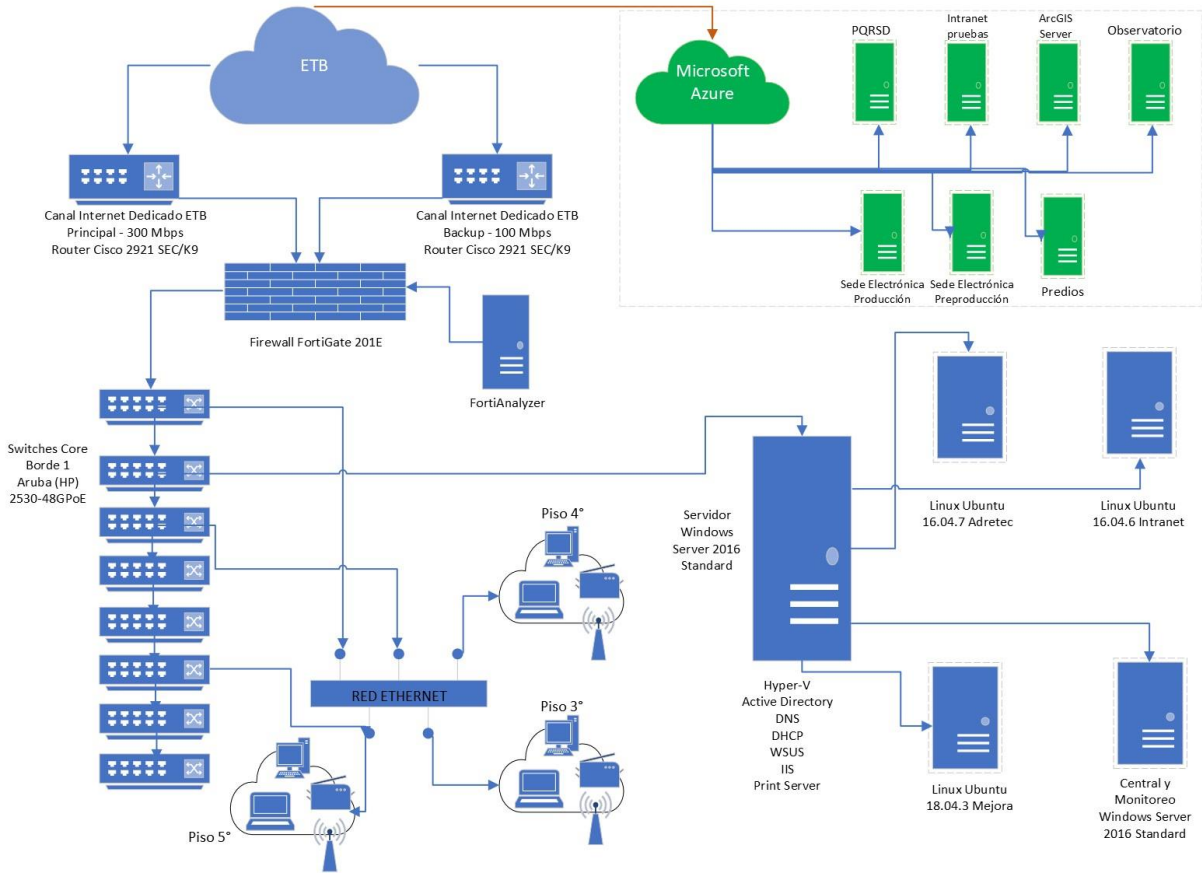 ETB
Microsoft
Azure
PQRSD
Intranet
pruebas
ArcGIS
Server
Observatorio
Sede Electrónica
Producción
Sede Electrónica
Preproducción
Predios
Canal Internet Dedicado ETB
Principal - 300 Mbps
Router Cisco 2921 SEC/K9
Canal Internet Dedicado ETB
Backup - 100 Mbps
Router Cisco 2921 SEC/K9
Firewall FortiGate 201E
FortiAnalyzer
Switches Core
Borde 1
Aruba (HP)
2530-48GPoE
Servidor
Windows
Server 2016
Standard
Linux Ubuntu
16.04.7 Adretec
Linux Ubuntu
16.04.6 Intranet
Piso 4°
RED ETHERNET
Piso 3°
Piso 5°
Hyper-V
Active Directory
DNS
DHCP
WSUS
IIS
Print Server
Linux Ubuntu
18.04.3 Mejora
Central y
Monitoreo
Windows Server
2016 Standard